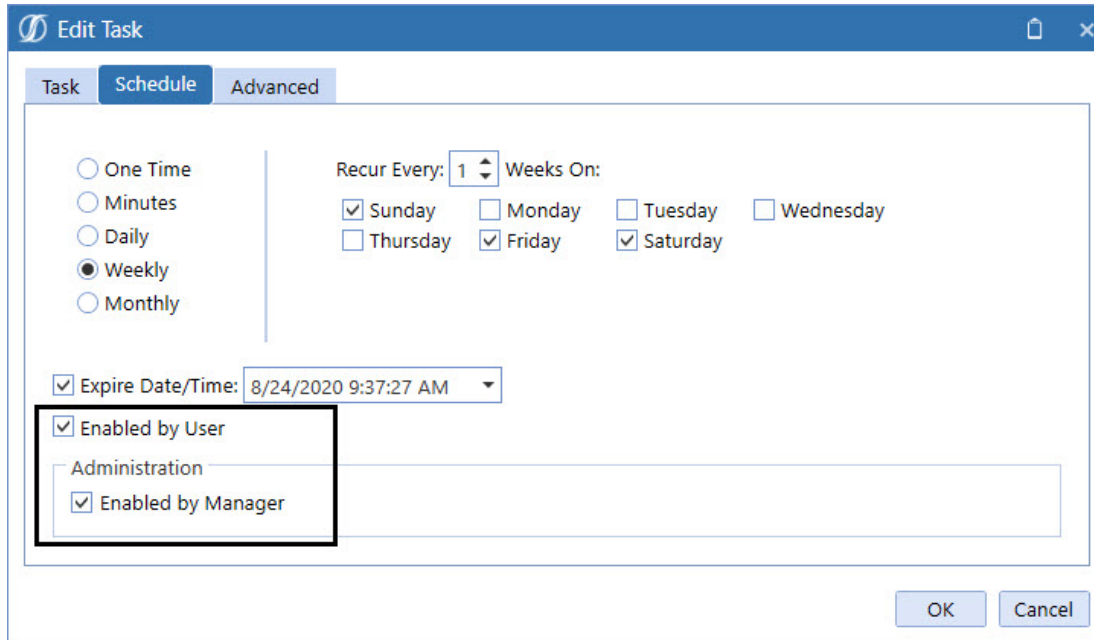 Edit Task
Task Schedule Advanced
One Time
Minutes
Daily
Weekly
Monthly
Recur Every: 1 Weeks On:
Sunday Monday Tuesday Wednesday
Thursday Friday Saturday
Expire Date/Time: 8/24/2020 9:37:27 AM
Enabled by User
Administration
Enabled by Manager
OK Cancel